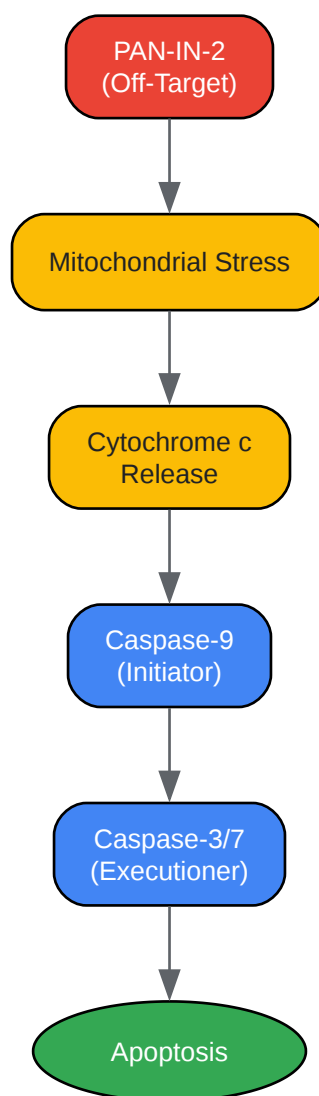 PAN-IN-2
(Off-Target)
Mitochondrial Stress
Cytochrome c
Release
Caspase-9
(Initiator)
Caspase-3/7
(Executioner)
Apoptosis